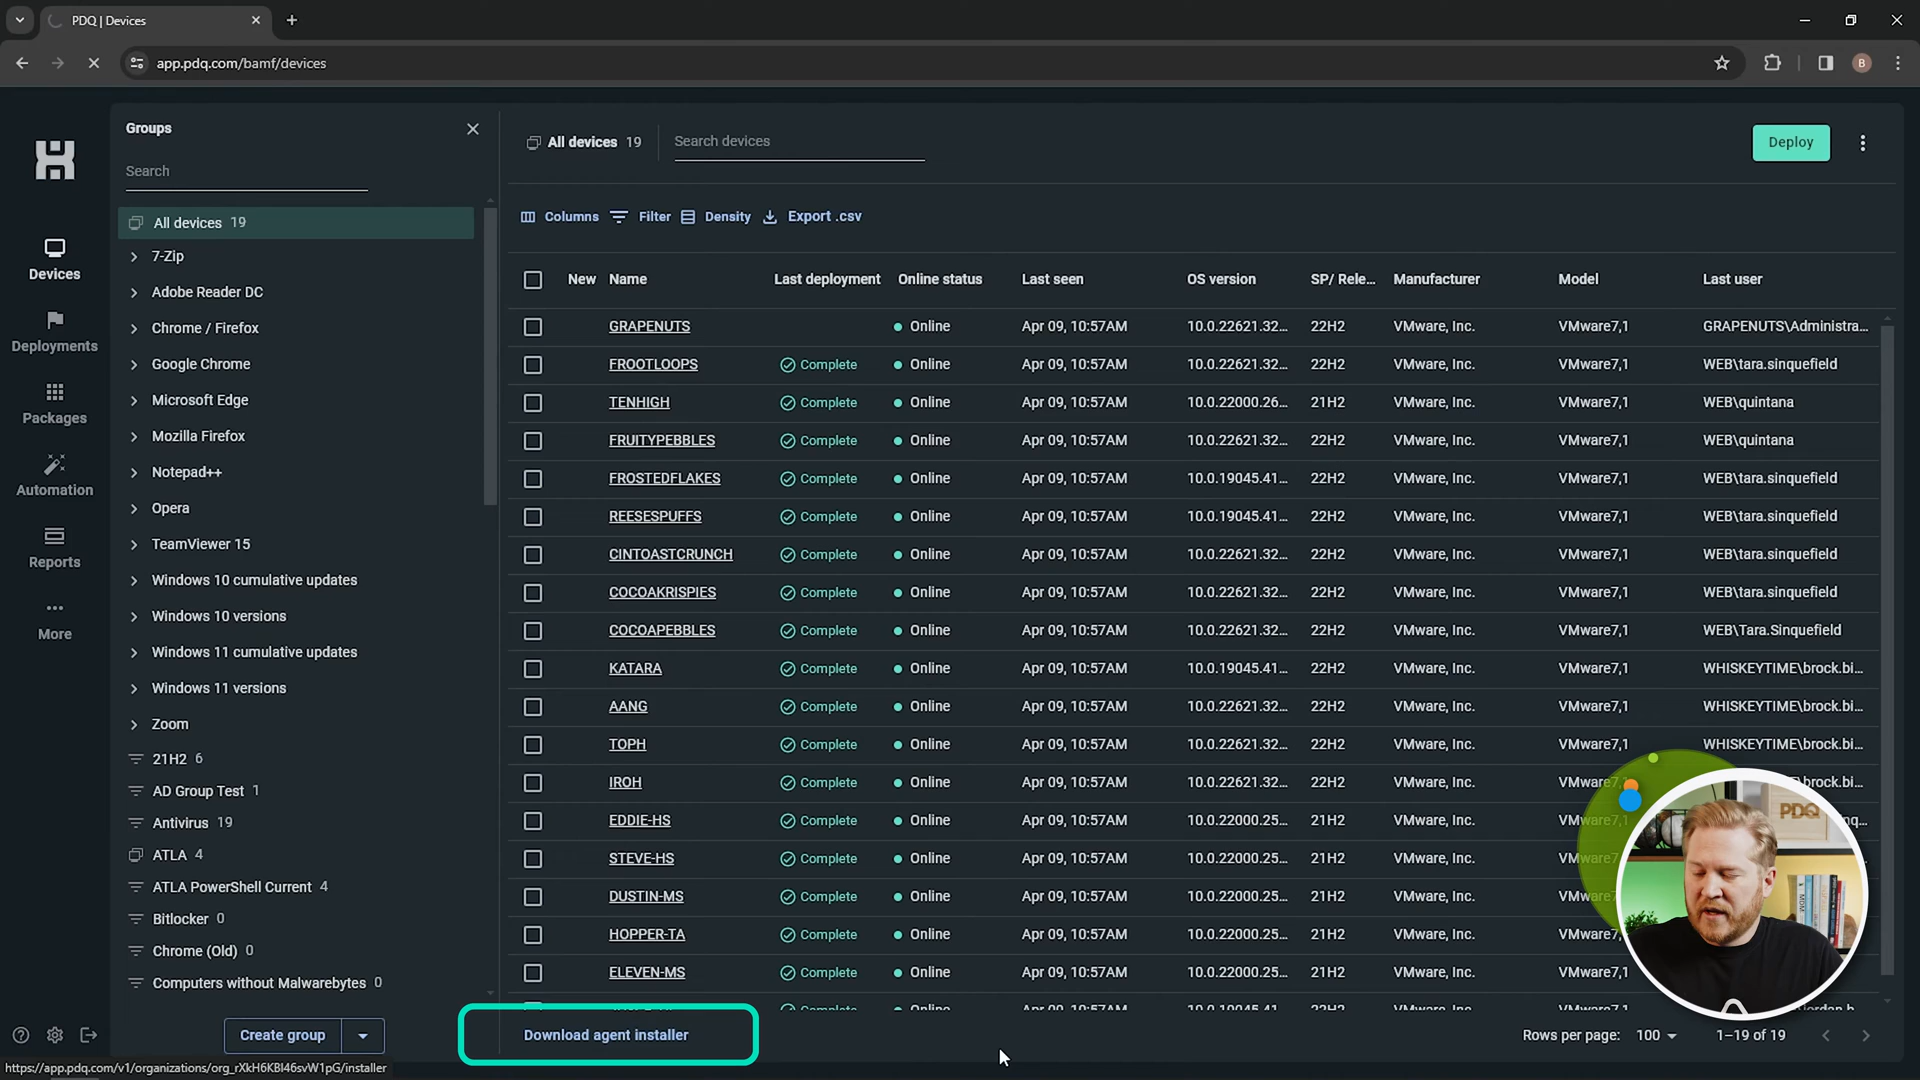 PDQ | Devices
app.pdq.com/bamf/devices
B
Groups
Search
All devices 19
7-Zip
Adobe Reader DC
Chrome / Firefox
Google Chrome
Microsoft Edge
Mozilla Firefox
Notepad++
Opera
TeamViewer 15
Windows 10 cumulative updates
Windows 10 versions
Windows 11 cumulative updates
Windows 11 versions
Zoom
21H2 6
AD Group Test 1
Antivirus 19
ATLA 4
ATLA PowerShell Current 4
Bitlocker 0
Chrome (Old) 0
Computers without Malwarebytes 0
Create group
Devices
Deployments
Packages
Automation
Reports
More
All devices 19
Search devices
Deploy
Columns Filter Density Export .csv
New Name Last deployment Online status Last seen OS version SP/ Rele... Manufacturer Model Last user
GRAPENUTS Online Apr 09, 10:57AM 10.0.22621.32... 22H2 VMware, Inc. VMware7,1 GRAPENUTS\Administra...
FROOTLOOPS Complete Online Apr 09, 10:57AM 10.0.22621.32... 22H2 VMware, Inc. VMware7,1 WEB\tara.sinquefield
TENHIGH Complete Online Apr 09, 10:57AM 10.0.22000.26... 21H2 VMware, Inc. VMware7,1 WEB\quintana
FRUITYPEBBLES Complete Online Apr 09, 10:57AM 10.0.22621.32... 22H2 VMware, Inc. VMware7,1 WEB\quintana
FROSTEDFLAKES Complete Online Apr 09, 10:57AM 10.0.19045.41... 22H2 VMware, Inc. VMware7,1 WEB\tara.sinquefield
REESESPUFFS Complete Online Apr 09, 10:57AM 10.0.19045.41... 22H2 VMware, Inc. VMware7,1 WEB\tara.sinquefield
CINTOASTCRUNCH Complete Online Apr 09, 10:57AM 10.0.22621.32... 22H2 VMware, Inc. VMware7,1 WEB\tara.sinquefield
COCOAKRISPIES Complete Online Apr 09, 10:57AM 10.0.22621.32... 22H2 VMware, Inc. VMware7,1 WEB\tara.sinquefield
COCOAPEBBLES Complete Online Apr 09, 10:57AM 10.0.22621.32... 22H2 VMware, Inc. VMware7,1 WEB\Tara.Sinquefield
KATARA Complete Online Apr 09, 10:57AM 10.0.19045.41... 22H2 VMware, Inc. VMware7,1 WHISKEYTIME\brock.bi...
AANG Complete Online Apr 09, 10:57AM 10.0.22621.32... 22H2 VMware, Inc. VMware7,1 WHISKEYTIME\brock.bi...
TOPH Complete Online Apr 09, 10:57AM 10.0.22621.32... 22H2 VMware, Inc. VMware7,1 WHISKEYTIME\brock.bi...
IROH Complete Online Apr 09, 10:57AM 10.0.22621.32... 22H2 VMware, Inc. VMware7,1 brock.bi...
EDDIE-HS Complete Online Apr 09, 10:57AM 10.0.22000.25... 21H2 VMware, Inc. VMware7,1
STEVE-HS Complete Online Apr 09, 10:57AM 10.0.22000.25... 21H2 VMware, Inc. VMware7,
DUSTIN-MS Complete Online Apr 09, 10:57AM 10.0.22000.25... 21H2 VMware, Inc. VMware7,
HOPPER-TA Complete Online Apr 09, 10:57AM 10.0.22000.25... 21H2 VMware, Inc. VMware7,
ELEVEN-MS Complete Online Apr 09, 10:57AM 10.0.22000.25... 21H2 VMware, Inc. VMware7,1
PDQ
Download agent installer
Rows per page: 100 1–19 of 19
https://app.pdq.com/v1/organizations/org_rXkH6KBl46svW1pG/installer